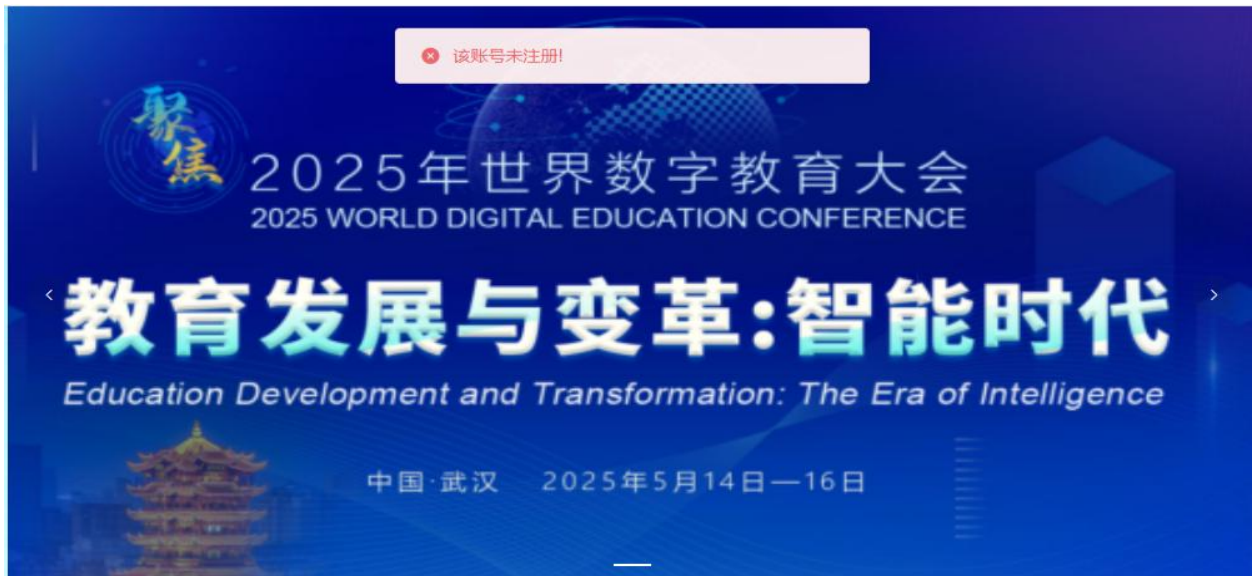 该账号未注册!
聚焦
2025年世界数字教育大会
2025 WORLD DIGITAL EDUCATION CONFERENCE
教育发展与变革:智能时代
Education Development and Transformation: The Era of Intelligence
中国·武汉 2025年5月14日—16日